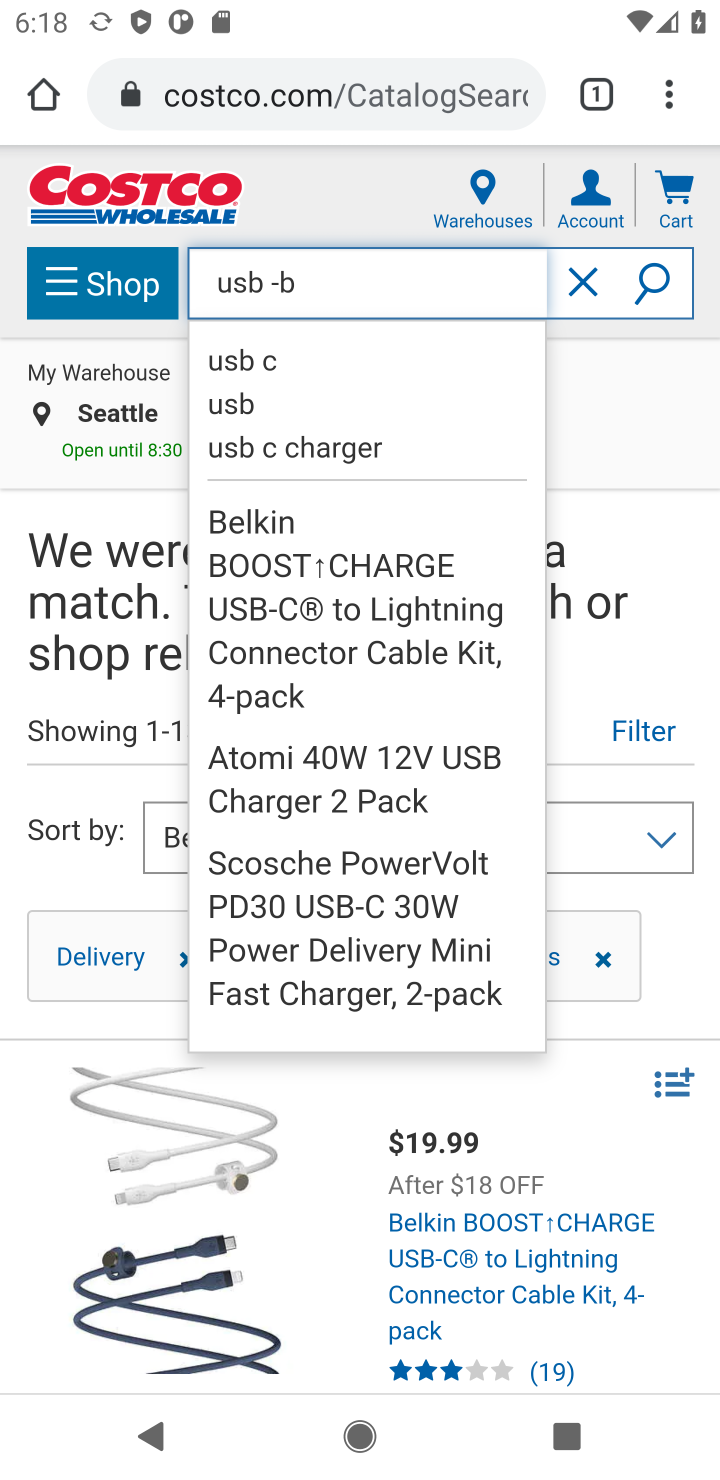 6:18
costco.com/CatalogSearc
1
COSTCO
WHOLESALE
Warehouses
Account
Cart
Shop
usb -b
usb c
usb
usb c charger
Belkin
BOOST↑CHARGE
USB-C® to Lightning
Connector Cable Kit,
4-pack
Atomi 40W 12V USB
Charger 2 Pack
Scosche PowerVolt
PD30 USB-C 30W
Power Delivery Mini
Fast Charger, 2-pack
My Warehouse
Seattle
Open until 8:30
We wer a
match. h or
shop rel
Showing 1-1
Filter
Sort by:
Be
Delivery
s
$19.99
After $18 OFF
Belkin BOOST↑CHARGE
USB-C® to Lightning
Connector Cable Kit, 4-
pack
(19)